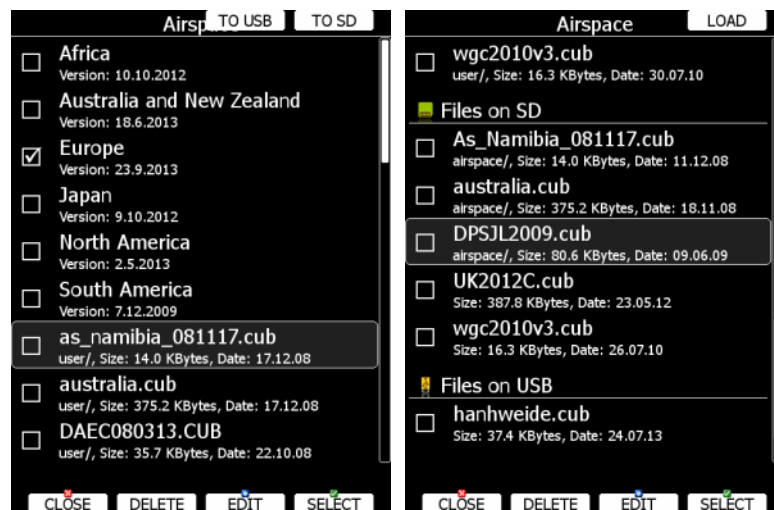 Airspace
TO USB
TO SD
Africa
Version: 10.10.2012
Australia and New Zealand
Version: 18.6.2013
Europe
Version: 23.9.2013
Japan
Version: 9.10.2012
North America
Version: 2.5.2013
South America
Version: 7.12.2009
as_namibia_081117.cub
user/, Size: 14.0 KBytes, Date: 17.12.08
australia.cub
user/, Size: 375.2 KBytes, Date: 17.12.08
DAEC080313.CUB
user/, Size: 35.7 KBytes, Date: 22.10.08
CLOSE
DELETE
EDIT
SELECT
Airspace
LOAD
wgc2010v3.cub
user/, Size: 16.3 KBytes, Date: 30.07.10
Files on SD
As_Namibia_081117.cub
airspace/, Size: 14.0 KBytes, Date: 11.12.08
australia.cub
airspace/, Size: 375.2 KBytes, Date: 18.11.08
DPSJL2009.cub
airspace/, Size: 80.6 KBytes, Date: 09.06.09
UK2012C.cub
Size: 387.8 KBytes, Date: 23.05.12
wgc2010v3.cub
Size: 16.3 KBytes, Date: 26.07.10
Files on USB
hanhweide.cub
Size: 37.4 KBytes, Date: 24.07.13
CLOSE
DELETE
EDIT
SELECT